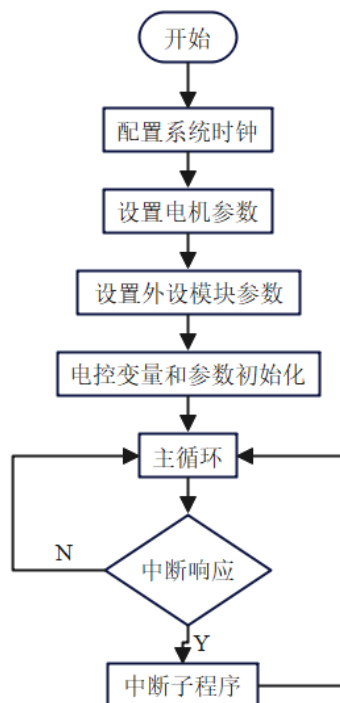 开始
配置系统时钟
设置电机参数
设置外设模块参数
电控变量和参数初始化
主循环
中断响应
N
Y
中断子程序